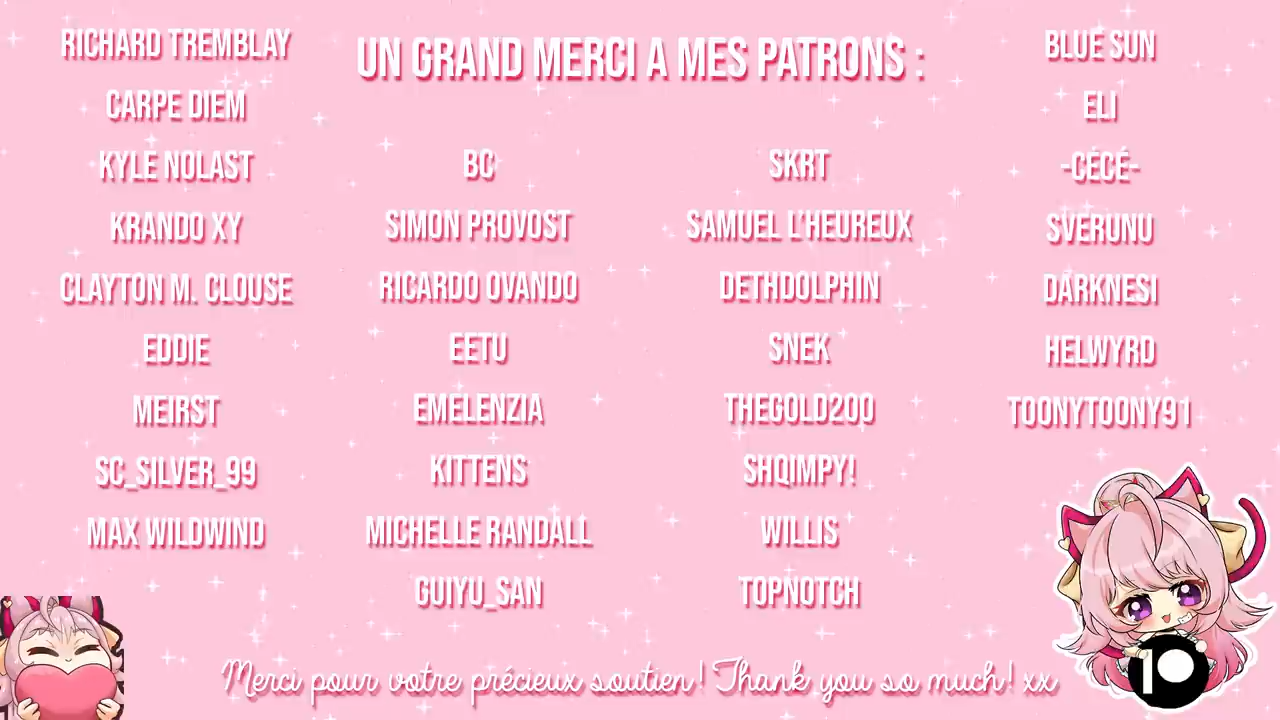 UN GRAND MERCI A MES PATRONS :
RICHARD TREMBLAY
CARPE DIEM
KYLE NOLAST
KRANDO XY
CLAYTON M. CLOUSE
EDDIE
MEIRST
SC_SILVER_99
MAX WILDWIND
BC
SIMON PROVOST
RICARDO OVANDO
EETU
EMELENZIA
KITTENS
MICHELLE RANDALL
GUIYU_SAN
SKRT
SAMUEL L'HEUREUX
DETHDOLPHIN
SNEK
THEGOLD200
SHQIMPY!
WILLIS
TOPNOTCH
BLUE SUN
ELI
-CÉCÉ-
SVERUNU
DARKNESI
HELWYRD
TOONYTOONY91
Merci pour votre précieux soutien! Thank you so much! xx